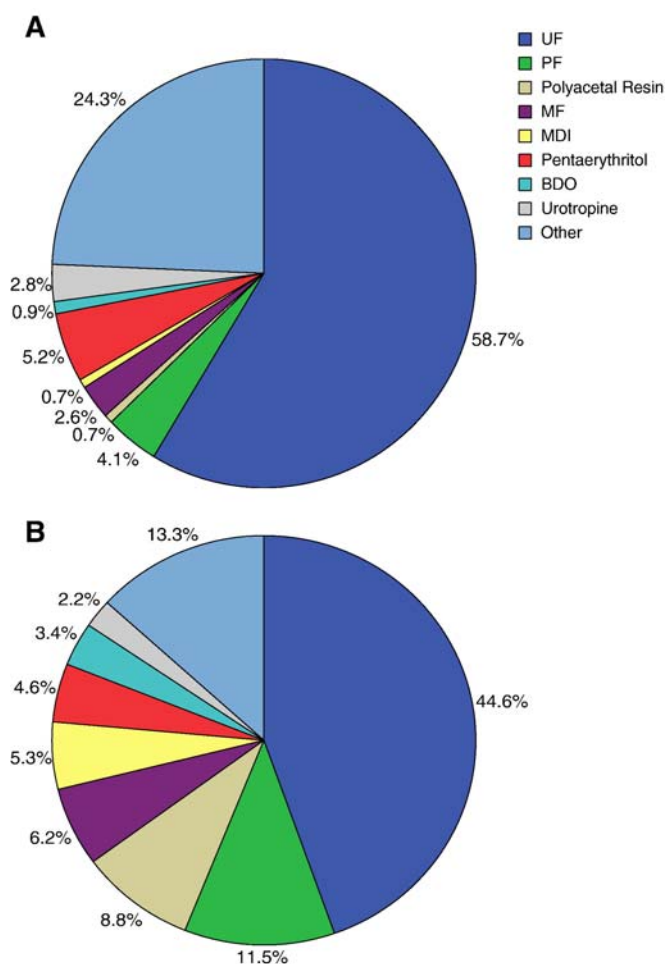 A
UF
PF
Polyacetal Resin
MF
MDI
Pentaerythritol
BDO
Urotropine
Other
24.3%
2.8%
0.9%
5.2%
0.7%
2.6%
0.7%
4.1%
58.7%
B
13.3%
2.2%
3.4%
4.6%
5.3%
6.2%
8.8%
11.5%
44.6%